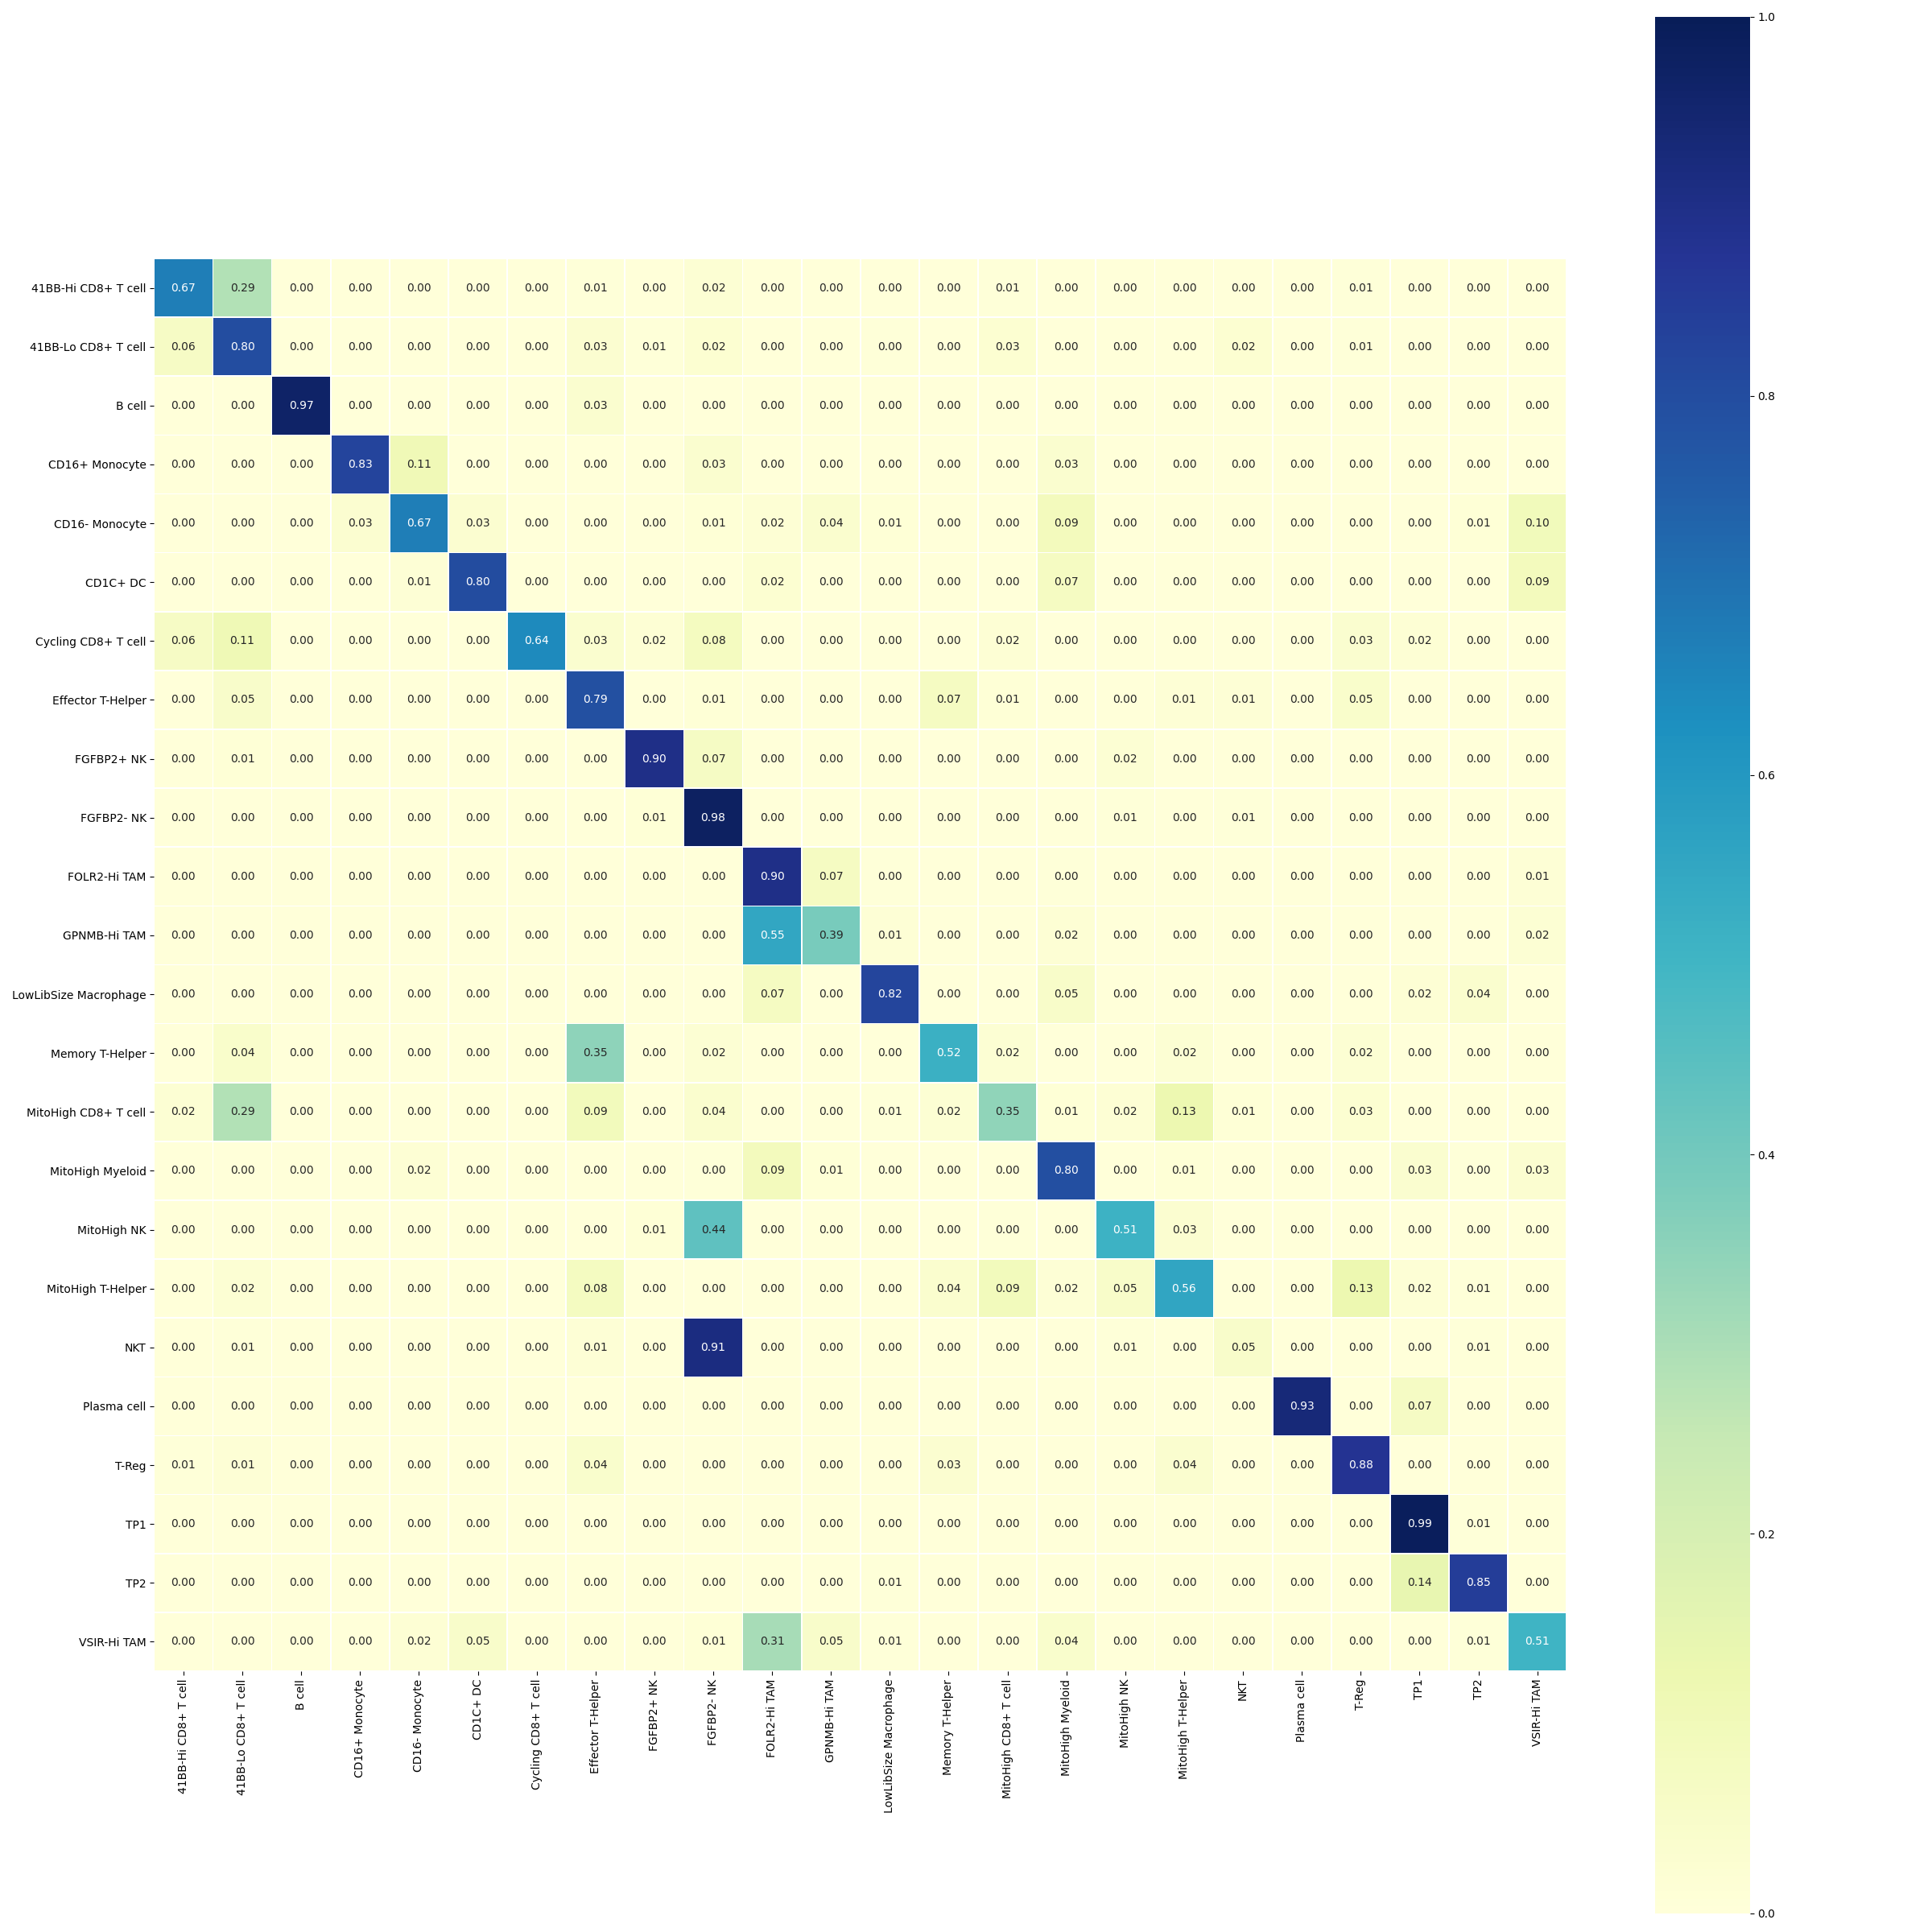 1.0
41BB-Hi CD8+ T cell 0.67 0.29 0.00 0.00 0.00 0.00 0.00 0.01 0.00 0.02 0.00 0.00 0.00 0.00 0.01 0.00 0.00 0.00 0.00 0.00 0.01 0.00 0.00 0.00
41BB-Lo CD8+ T cell 0.06 0.80 0.00 0.00 0.00 0.00 0.00 0.03 0.01 0.02 0.00 0.00 0.00 0.00 0.03 0.00 0.00 0.00 0.02 0.00 0.01 0.00 0.00 0.00
0.8
B cell 0.00 0.00 0.97 0.00 0.00 0.00 0.00 0.03 0.00 0.00 0.00 0.00 0.00 0.00 0.00 0.00 0.00 0.00 0.00 0.00 0.00 0.00 0.00 0.00
CD16+ Monocyte 0.00 0.00 0.00 0.83 0.11 0.00 0.00 0.00 0.00 0.03 0.00 0.00 0.00 0.00 0.00 0.03 0.00 0.00 0.00 0.00 0.00 0.00 0.00 0.00
CD16- Monocyte 0.00 0.00 0.00 0.03 0.67 0.03 0.00 0.00 0.00 0.01 0.02 0.04 0.01 0.00 0.00 0.09 0.00 0.00 0.00 0.00 0.00 0.00 0.01 0.10
CD1C+ DC 0.00 0.00 0.00 0.00 0.01 0.80 0.00 0.00 0.00 0.00 0.02 0.00 0.00 0.00 0.00 0.07 0.00 0.00 0.00 0.00 0.00 0.00 0.00 0.09
Cycling CD8+ T cell 0.06 0.11 0.00 0.00 0.00 0.00 0.64 0.03 0.02 0.08 0.00 0.00 0.00 0.00 0.02 0.00 0.00 0.00 0.00 0.00 0.03 0.02 0.00 0.00
Effector T-Helper 0.00 0.05 0.00 0.00 0.00 0.00 0.00 0.79 0.00 0.01 0.00 0.00 0.00 0.07 0.01 0.00 0.00 0.01 0.01 0.00 0.05 0.00 0.00 0.00
FGFBP2+ NK 0.00 0.01 0.00 0.00 0.00 0.00 0.00 0.00 0.90 0.07 0.00 0.00 0.00 0.00 0.00 0.00 0.02 0.00 0.00 0.00 0.00 0.00 0.00 0.00
0.6
FGFBP2- NK 0.00 0.00 0.00 0.00 0.00 0.00 0.00 0.00 0.01 0.98 0.00 0.00 0.00 0.00 0.00 0.00 0.01 0.00 0.01 0.00 0.00 0.00 0.00 0.00
FOLR2-Hi TAM 0.00 0.00 0.00 0.00 0.00 0.00 0.00 0.00 0.00 0.00 0.90 0.07 0.00 0.00 0.00 0.00 0.00 0.00 0.00 0.00 0.00 0.00 0.00 0.01
GPNMB-Hi TAM 0.00 0.00 0.00 0.00 0.00 0.00 0.00 0.00 0.00 0.00 0.55 0.39 0.01 0.00 0.00 0.02 0.00 0.00 0.00 0.00 0.00 0.00 0.00 0.02
LowLibSize Macrophage 0.00 0.00 0.00 0.00 0.00 0.00 0.00 0.00 0.00 0.00 0.07 0.00 0.82 0.00 0.00 0.05 0.00 0.00 0.00 0.00 0.00 0.02 0.04 0.00
Memory T-Helper 0.00 0.04 0.00 0.00 0.00 0.00 0.00 0.35 0.00 0.02 0.00 0.00 0.00 0.52 0.02 0.00 0.00 0.02 0.00 0.00 0.02 0.00 0.00 0.00
MitoHigh CD8+ T cell 0.02 0.29 0.00 0.00 0.00 0.00 0.00 0.09 0.00 0.04 0.00 0.00 0.01 0.02 0.35 0.01 0.02 0.13 0.01 0.00 0.03 0.00 0.00 0.00
0.4
MitoHigh Myeloid 0.00 0.00 0.00 0.00 0.02 0.00 0.00 0.00 0.00 0.00 0.09 0.01 0.00 0.00 0.00 0.80 0.00 0.01 0.00 0.00 0.00 0.03 0.00 0.03
MitoHigh NK 0.00 0.00 0.00 0.00 0.00 0.00 0.00 0.00 0.01 0.44 0.00 0.00 0.00 0.00 0.00 0.00 0.51 0.03 0.00 0.00 0.00 0.00 0.00 0.00
MitoHigh T-Helper 0.00 0.02 0.00 0.00 0.00 0.00 0.00 0.08 0.00 0.00 0.00 0.00 0.00 0.04 0.09 0.02 0.05 0.56 0.00 0.00 0.13 0.02 0.01 0.00
NKT 0.00 0.01 0.00 0.00 0.00 0.00 0.00 0.01 0.00 0.91 0.00 0.00 0.00 0.00 0.00 0.00 0.01 0.00 0.05 0.00 0.00 0.00 0.01 0.00
Plasma cell 0.00 0.00 0.00 0.00 0.00 0.00 0.00 0.00 0.00 0.00 0.00 0.00 0.00 0.00 0.00 0.00 0.00 0.00 0.00 0.93 0.00 0.07 0.00 0.00
T-Reg 0.01 0.01 0.00 0.00 0.00 0.00 0.00 0.04 0.00 0.00 0.00 0.00 0.00 0.03 0.00 0.00 0.00 0.04 0.00 0.00 0.88 0.00 0.00 0.00
TP1 0.00 0.00 0.00 0.00 0.00 0.00 0.00 0.00 0.00 0.00 0.00 0.00 0.00 0.00 0.00 0.00 0.00 0.00 0.00 0.00 0.00 0.99 0.01 0.00
0.2
TP2 0.00 0.00 0.00 0.00 0.00 0.00 0.00 0.00 0.00 0.00 0.00 0.00 0.01 0.00 0.00 0.00 0.00 0.00 0.00 0.00 0.00 0.14 0.85 0.00
VSIR-Hi TAM 0.00 0.00 0.00 0.00 0.02 0.05 0.00 0.00 0.00 0.01 0.31 0.05 0.01 0.00 0.00 0.04 0.00 0.00 0.00 0.00 0.00 0.00 0.01 0.51
41BB-Hi CD8+ T cell
41BB-Lo CD8+ T cell
B cell
CD16+ Monocyte
CD16- Monocyte
CD1C+ DC
Cycling CD8+ T cell
Effector T-Helper
FGFBP2+ NK
FGFBP2- NK
FOLR2-Hi TAM
GPNMB-Hi TAM
LowLibSize Macrophage
Memory T-Helper
MitoHigh CD8+ T cell
MitoHigh Myeloid
MitoHigh NK
MitoHigh T-Helper
NKT
Plasma cell
T-Reg
TP1
TP2
VSIR-Hi TAM
0.0